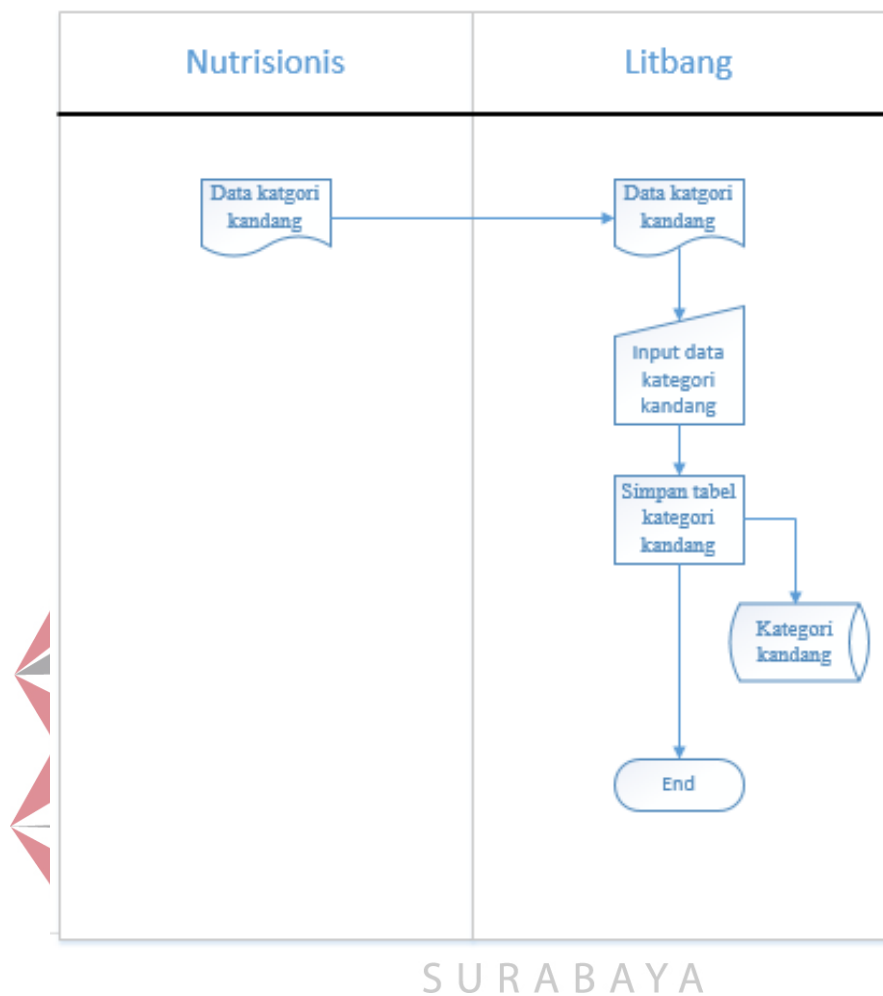 Nutrisionis
Litbang
Data katgori
kandang
Data katgori
kandang
Input data
kategori
kandang
Simpan tabel
kategori
kandang
Kategori
kandang
End
SURABAYA